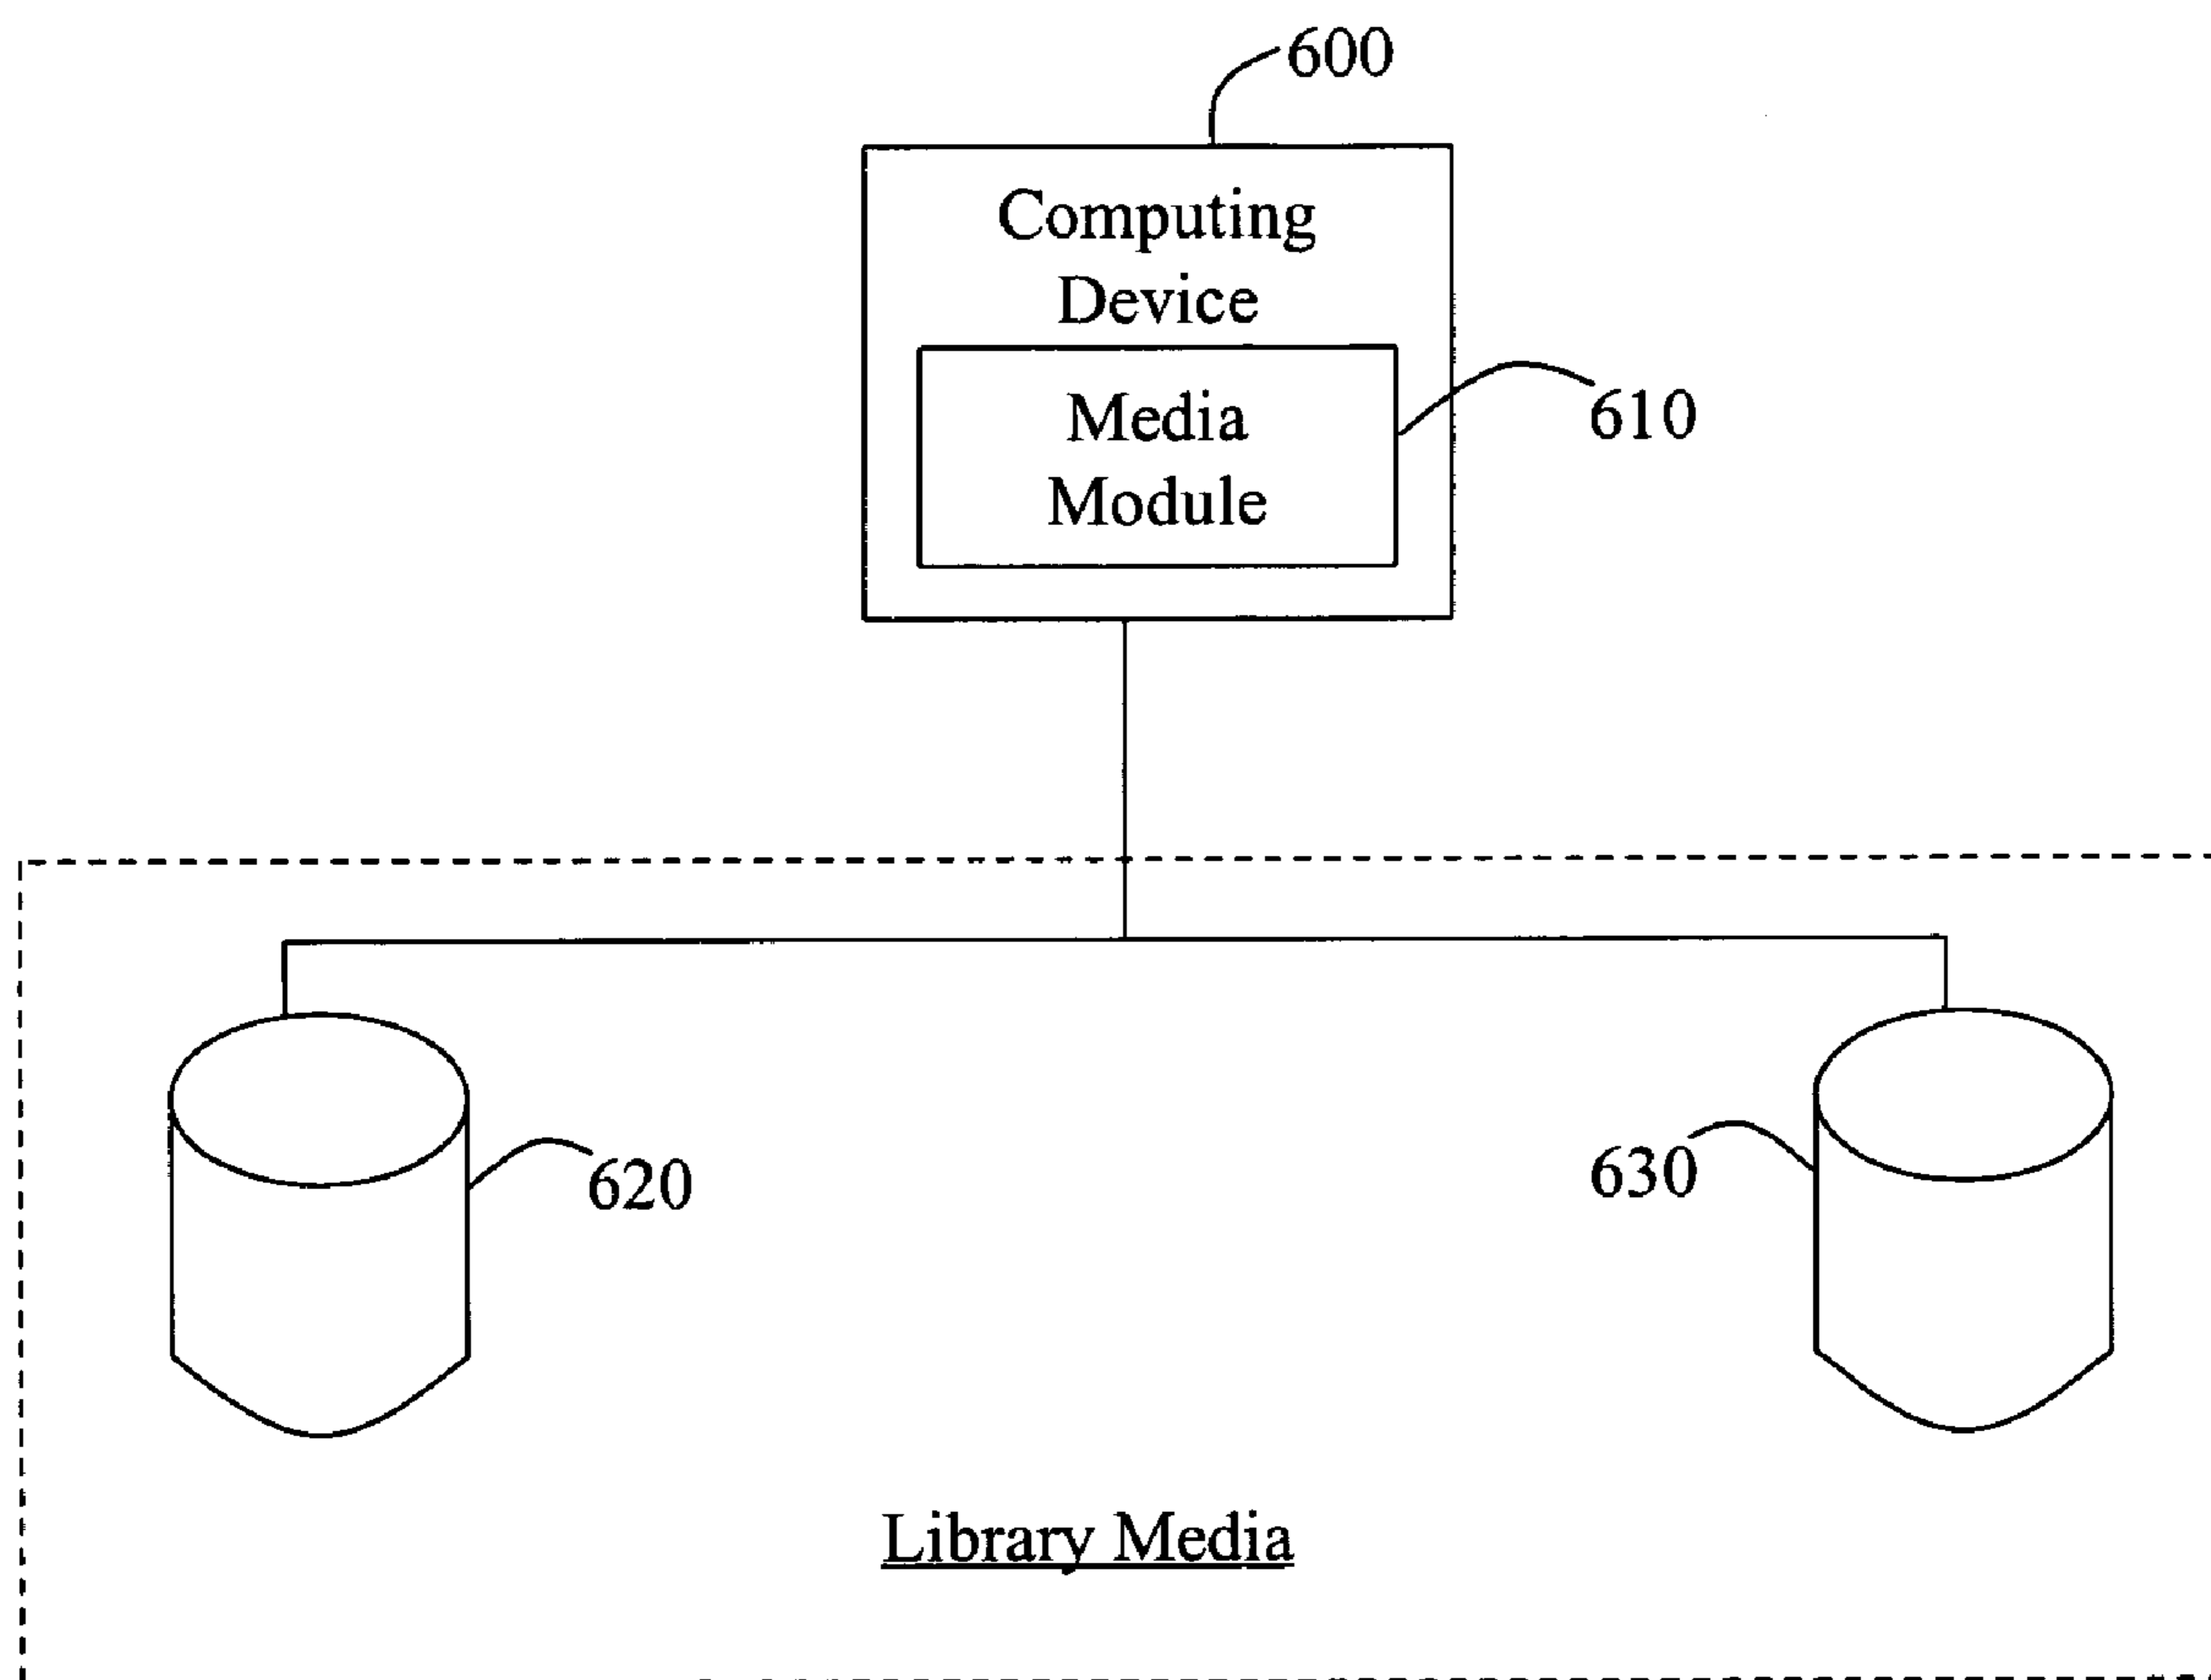 600
Computing
Device
Media
Module
610
620
630
Library Media